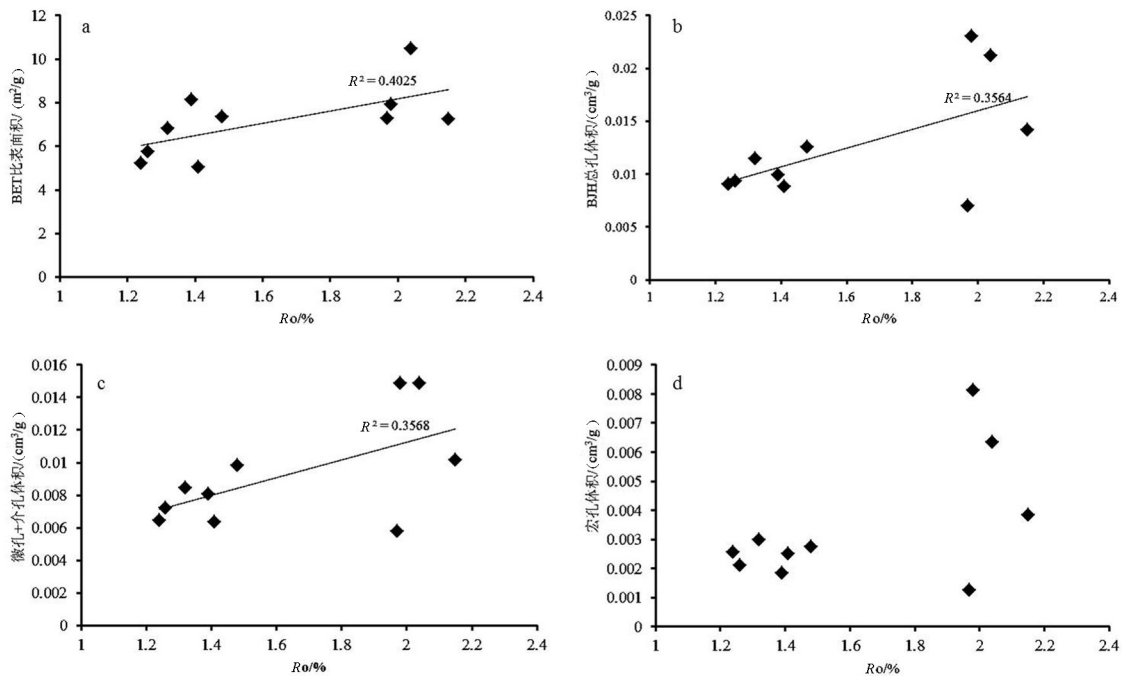 a
BET比表面积/(m²/g)
12
10
8
6
4
2
0
R²=0.4025
1 1.2 1.4 1.6 1.8 2 2.2 2.4
Ro/%
b
BJH总孔体积/(cm³/g)
0.025
0.02
0.015
0.01
0.005
0
R²=0.3564
1 1.2 1.4 1.6 1.8 2 2.2 2.4
Ro/%
c
微孔+介孔体积/(cm³/g)
0.016
0.014
0.012
0.01
0.008
0.006
0.004
0.002
0
R²=0.3568
1 1.2 1.4 1.6 1.8 2 2.2 2.4
Ro/%
d
宏孔体积/(cm³/g)
0.009
0.008
0.007
0.006
0.005
0.004
0.003
0.002
0.001
0
1 1.2 1.4 1.6 1.8 2 2.2 2.4
Ro/%